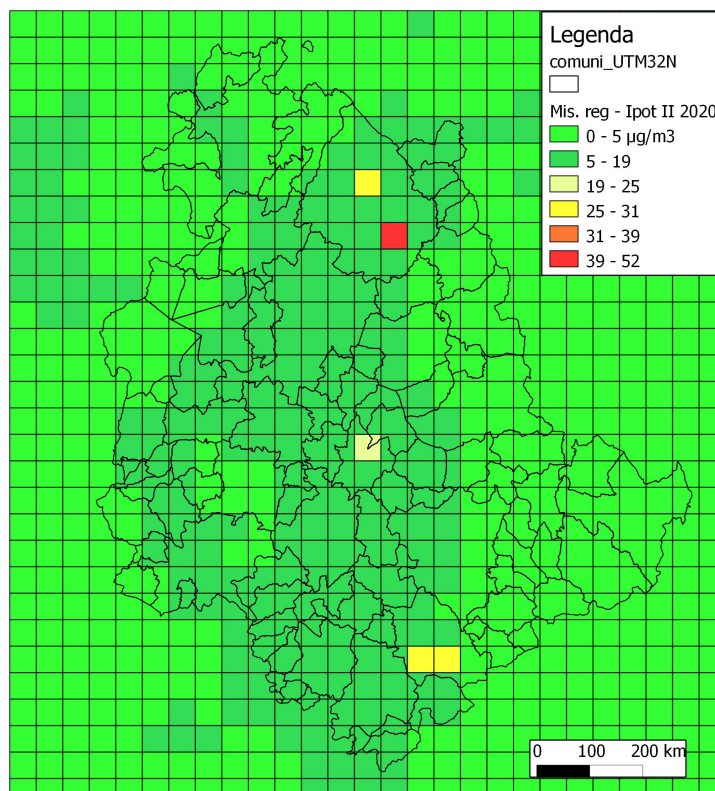 Legenda
comuni_UTM32N
Mis. reg - Ipot II 2020
0 - 5 µg/m3
5 - 19
19 - 25
25 - 31
31 - 39
39 - 52
0 100 200 km